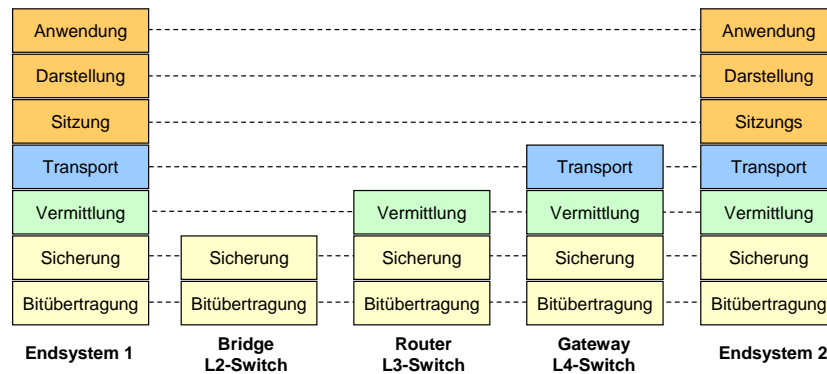 Anwendung Anwendung
Darstellung Darstellung
Sitzung Sitzungs
Transport Transport Transport
Vermittlung Vermittlung Vermittlung Vermittlung
Sicherung Sicherung Sicherung Sicherung Sicherung
Bitübertragung Bitübertragung Bitübertragung Bitübertragung Bitübertragung
Endsystem 1 Bridge Router Gateway Endsystem 2
L2-Switch L3-Switch L4-Switch